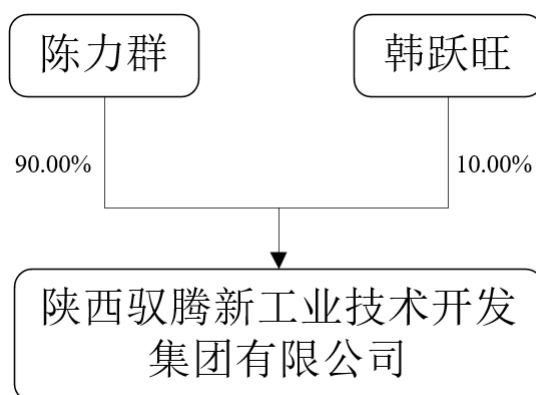 陈力群
韩跃旺
90.00%
10.00%
陕西驭腾新工业技术开发
集团有限公司